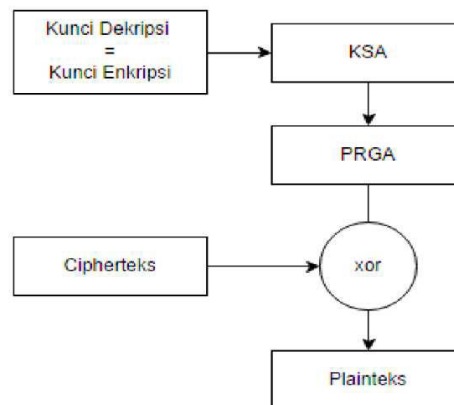 Kunci Dekripsi
=
Kunci Enkripsi
KSA
PRGA
Cipherteks
xor
Plainteks